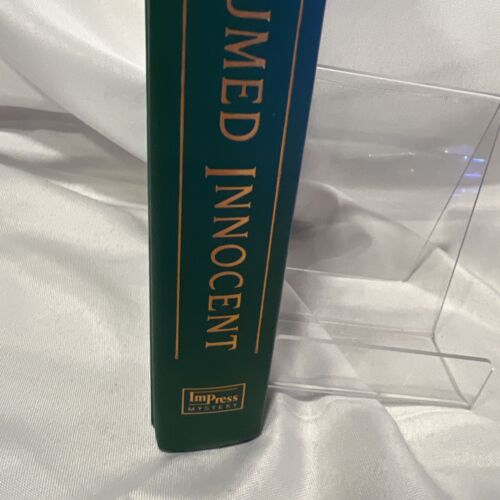 UMED INNOCENT
ImPress
MYSTERY